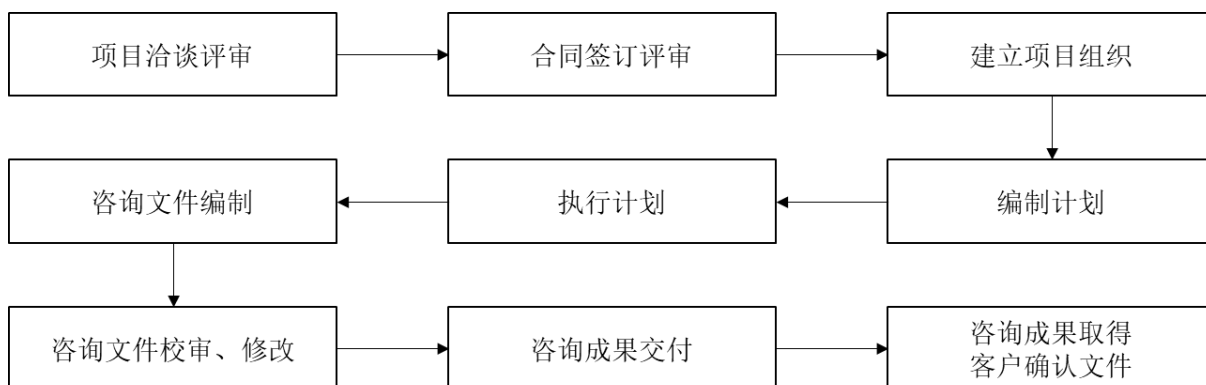 项目洽谈评审
合同签订评审
建立项目组织
咨询文件编制
执行计划
编制计划
咨询文件校审、修改
咨询成果交付
咨询成果取得
客户确认文件